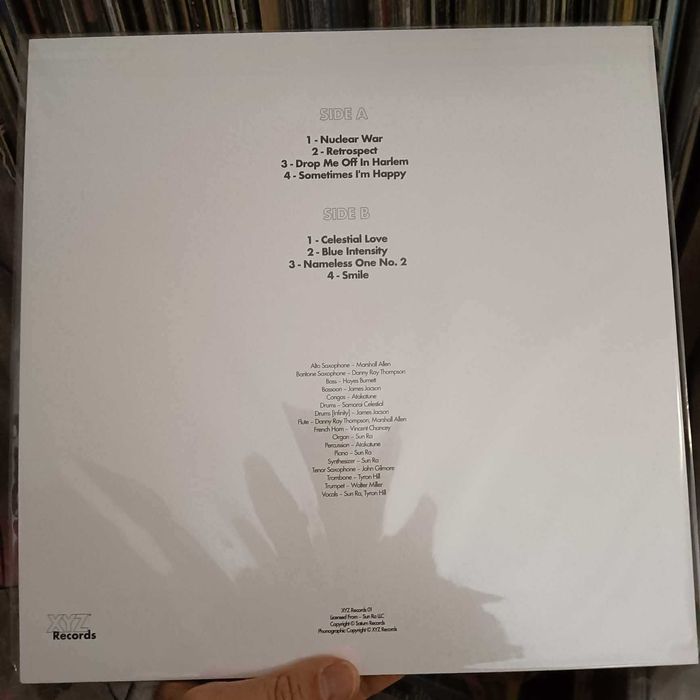 SIDE A
1 - Nuclear War
2 - Retrospect
3 - Drop Me Off In Harlem
4 - Sometimes I'm Happy
SIDE B
1 - Celestial Love
2 - Blue Intensity
3 - Nameless One No. 2
4 - Smile
Alto Saxophone – Marshall Allen
Baritone Saxophone – Danny Ray Thompson
Bass – Hayes Burnett
Bassoon – James Jacson
Congas – Atakatune
Drums – Samarai Celestial
Drums [Infinity] – James Jacson
Flute – Danny Ray Thompson, Marshall Allen
French Horn – Vincent Chancey
Organ – Sun Ra
Percussion – Atakatune
Piano – Sun Ra
Synthesizer – Sun Ra
Tenor Saxophone – John Gilmore
Trombone – Tyron Hill
Trumpet – Walter Miller
Vocals – Sun Ra, Tyron Hill
XYZ Records 01
Licensed From – Sun Ra LLC
Copyright © Saturn Records
Phonographic Copyright © XYZ Records
XYZ
Records